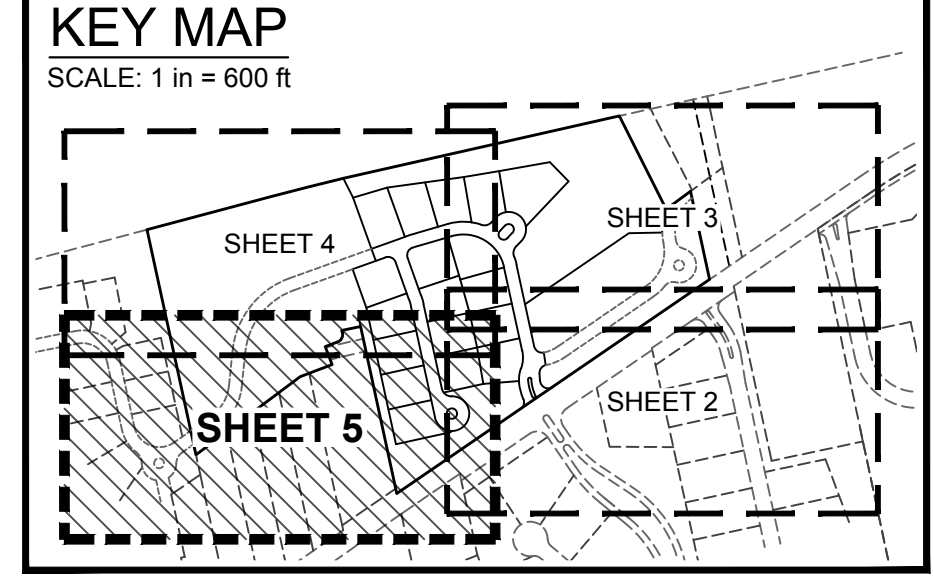 KEY MAP
SCALE: 1 in = 600 ft
SHEET 3
SHEET 4
SHEET 2
SHEET 5